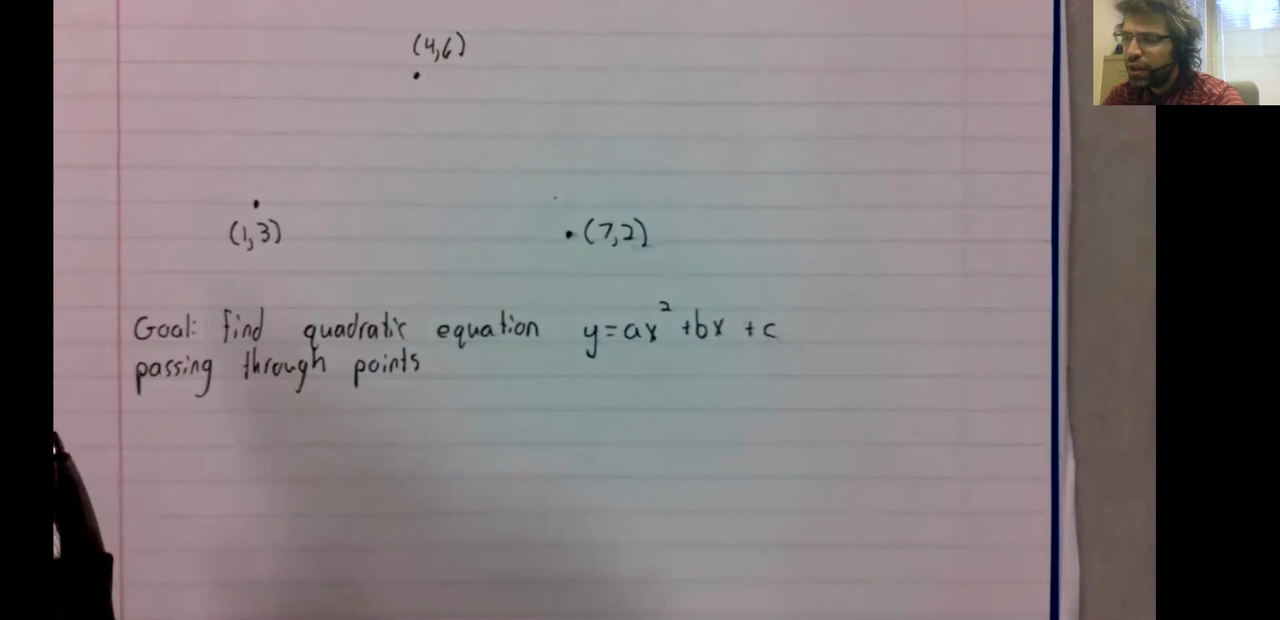 (4,6)
(1,3)
(7,2)
Goal: find quadratic equation y=ax²+bx+c
passing through points